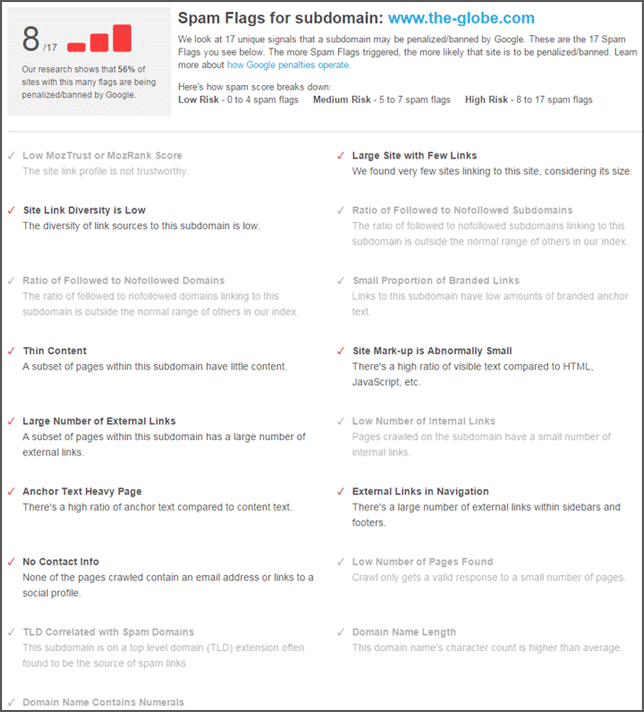 8/17
Our research shows that 56% of
sites with this many flags are being
penalized/banned by Google.
Spam Flags for subdomain: www.the-globe.com
We look at 17 unique signals that a subdomain may be penalized/banned by Google. These are the 17 Spam
Flags you see below. The more Spam Flags triggered, the more likely that site is to be penalized/banned. Learn
more about how Google penalties operate.
Here's how spam score breaks down:
Low Risk - 0 to 4 spam flags Medium Risk - 5 to 7 spam flags High Risk - 8 to 17 spam flags
✓ Low MozTrust or MozRank Score
The site link profile is not trustworthy.
✓ Large Site with Few Links
We found very few sites linking to this site, considering its size.
✓ Site Link Diversity is Low
The diversity of link sources to this subdomain is low.
✓ Ratio of Followed to Nofollowed Subdomains
The ratio of followed to nofollowed subdomains linking to this
subdomain is outside the normal range of others in our index.
✓ Ratio of Followed to Nofollowed Domains
The ratio of followed to nofollowed domains linking to this
subdomain is outside the normal range of others in our index.
✓ Small Proportion of Branded Links
Links to this subdomain have low amounts of branded anchor
text.
✓ Thin Content
A subset of pages within this subdomain have little content.
✓ Site Mark-up is Abnormally Small
There's a high ratio of visible text compared to HTML,
JavaScript, etc.
✓ Large Number of External Links
A subset of pages within this subdomain has a large number of
external links.
✓ Low Number of Internal Links
Pages crawled on the subdomain have a small number of
internal links.
✓ Anchor Text Heavy Page
There's a high ratio of anchor text compared to content text.
✓ External Links in Navigation
There's a large number of external links within sidebars and
footers.
✓ No Contact Info
None of the pages crawled contain an email address or links to a
social profile.
✓ Low Number of Pages Found
Crawl only gets a valid response to a small number of pages.
✓ TLD Correlated with Spam Domains
This subdomain is on a top level domain (TLD) extension often
found to be the source of spam links.
✓ Domain Name Length
This domain name's character count is higher than average.
✓ Domain Name Contains Numerals